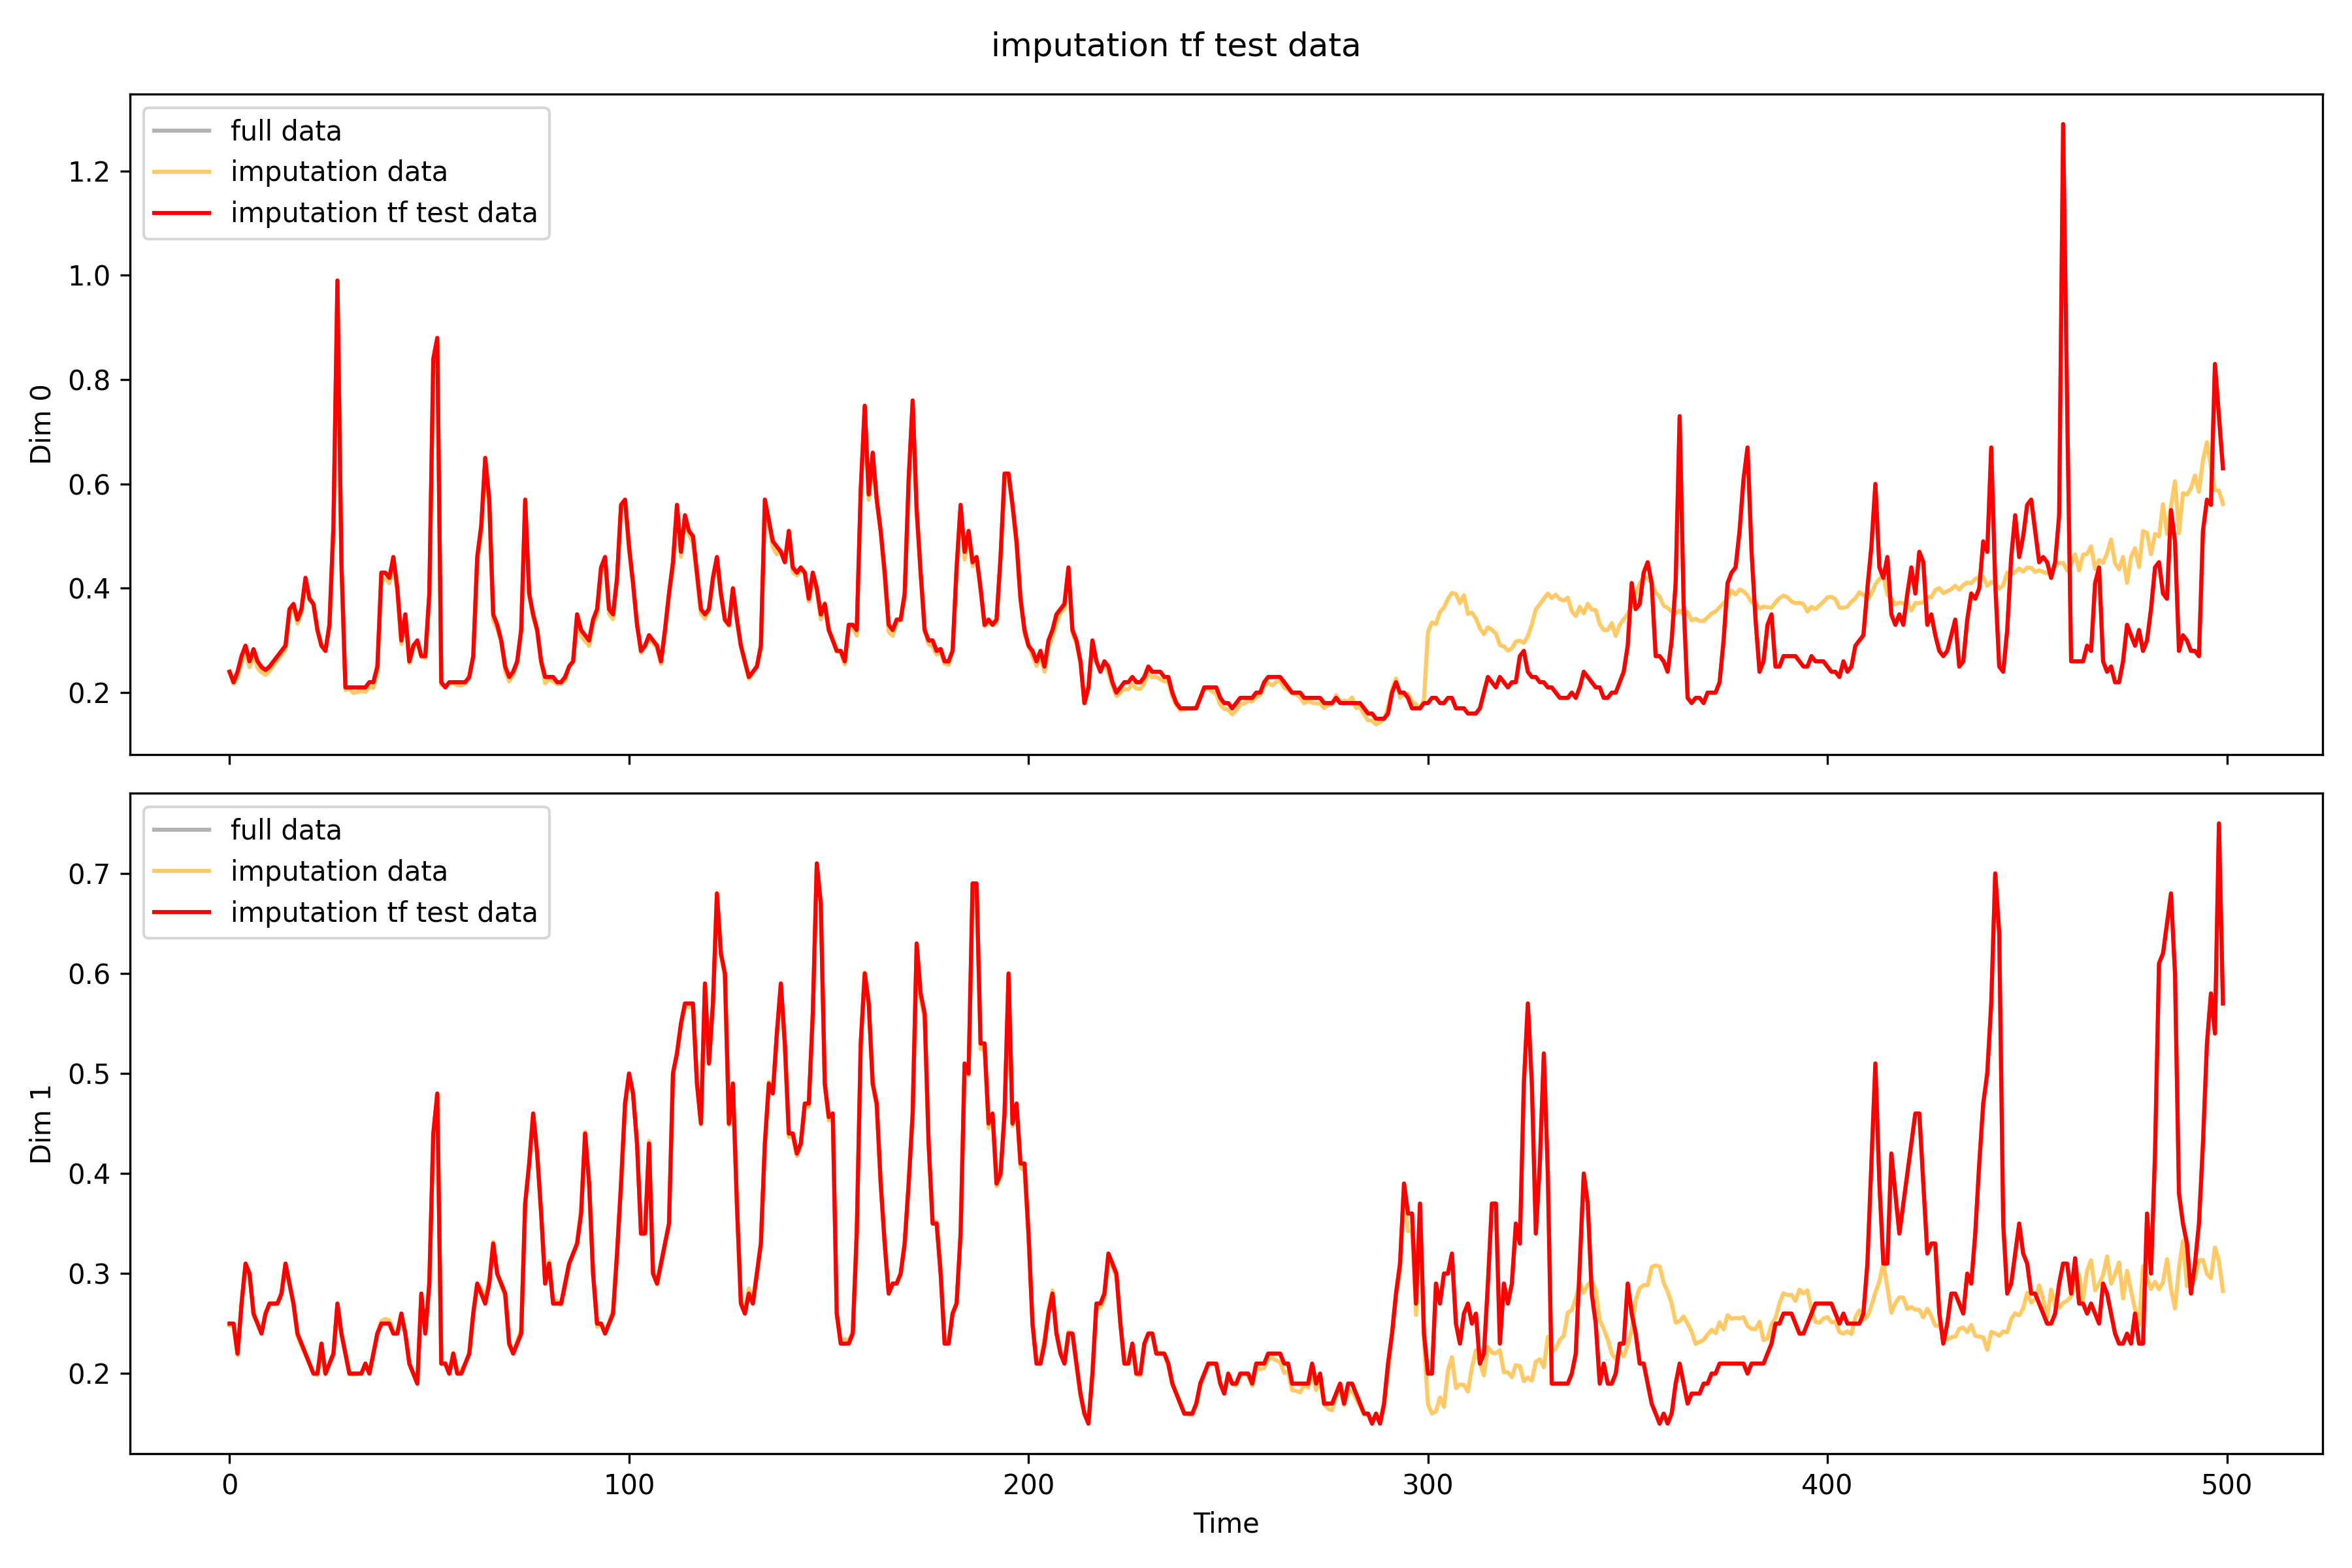 imputation tf test data
full data
imputation data
imputation tf test data
1.2
1.0
0.8
0.6
0.4
0.2
Dim 0
full data
imputation data
imputation tf test data
0.7
0.6
0.5
0.4
0.3
0.2
Dim 1
0 100 200 300 400 500
Time